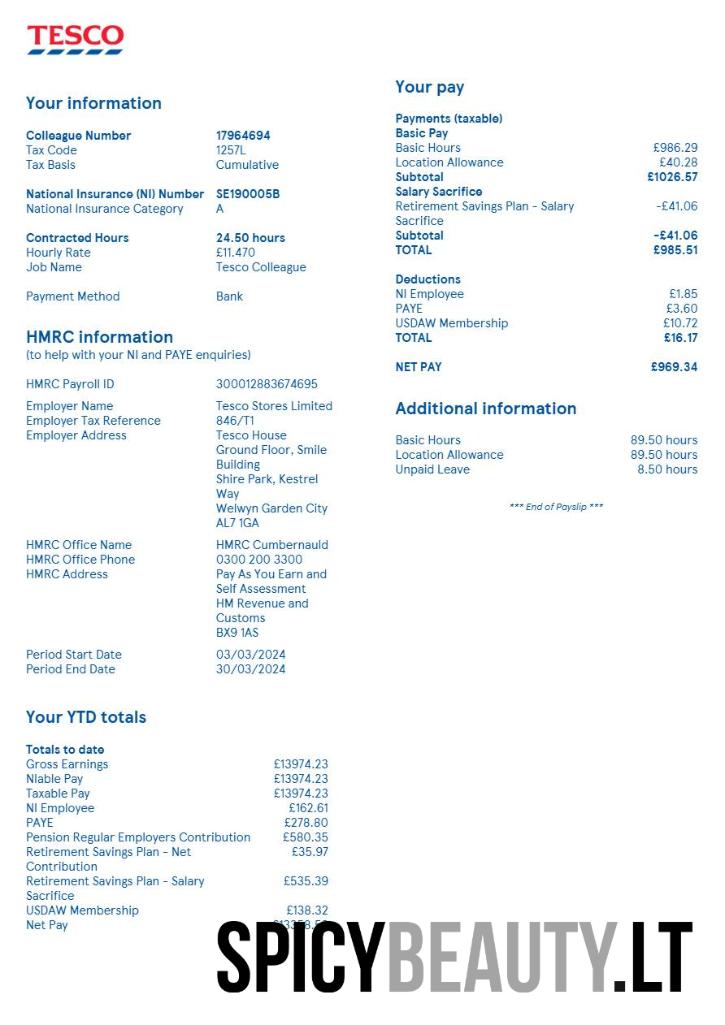 TESCO
Your information
Colleague Number 17964694
Tax Code 1257L
Tax Basis Cumulative
National Insurance (NI) Number SE190005B
National Insurance Category A
Contracted Hours 24.50 hours
Hourly Rate £11.470
Job Name Tesco Colleague
Payment Method Bank
HMRC information
(to help with your NI and PAYE enquiries)
HMRC Payroll ID 300012883674695
Employer Name Tesco Stores Limited
Employer Tax Reference 846/T1
Employer Address Tesco House
Ground Floor, Smile
Building
Shire Park, Kestrel
Way
Welwyn Garden City
AL7 1GA
HMRC Office Name HMRC Cumbernauld
HMRC Office Phone 0300 200 3300
HMRC Address Pay As You Earn and
Self Assessment
HM Revenue and
Customs
BX9 1AS
Period Start Date 03/03/2024
Period End Date 30/03/2024
Your YTD totals
Totals to date
Gross Earnings £13974.23
Niable Pay £13974.23
Taxable Pay £13974.23
NI Employee £162.61
PAYE £278.80
Pension Regular Employers Contribution £580.35
Retirement Savings Plan - Net £35.97
Contribution
Retirement Savings Plan - Salary £535.39
Sacrifice
USDAW Membership £138.32
Net Pay
Your pay
Payments (taxable)
Basic Pay
Basic Hours £986.29
Location Allowance £40.28
Subtotal £1026.57
Salary Sacrifice
Retirement Savings Plan - Salary -£41.06
Sacrifice
Subtotal -£41.06
TOTAL £985.51
Deductions
NI Employee £1.85
PAYE £3.60
USDAW Membership £10.72
TOTAL £16.17
NET PAY £969.34
Additional information
Basic Hours 89.50 hours
Location Allowance 89.50 hours
Unpaid Leave 8.50 hours
*** End of Payslip ***
SPICYBEAUTY.LT